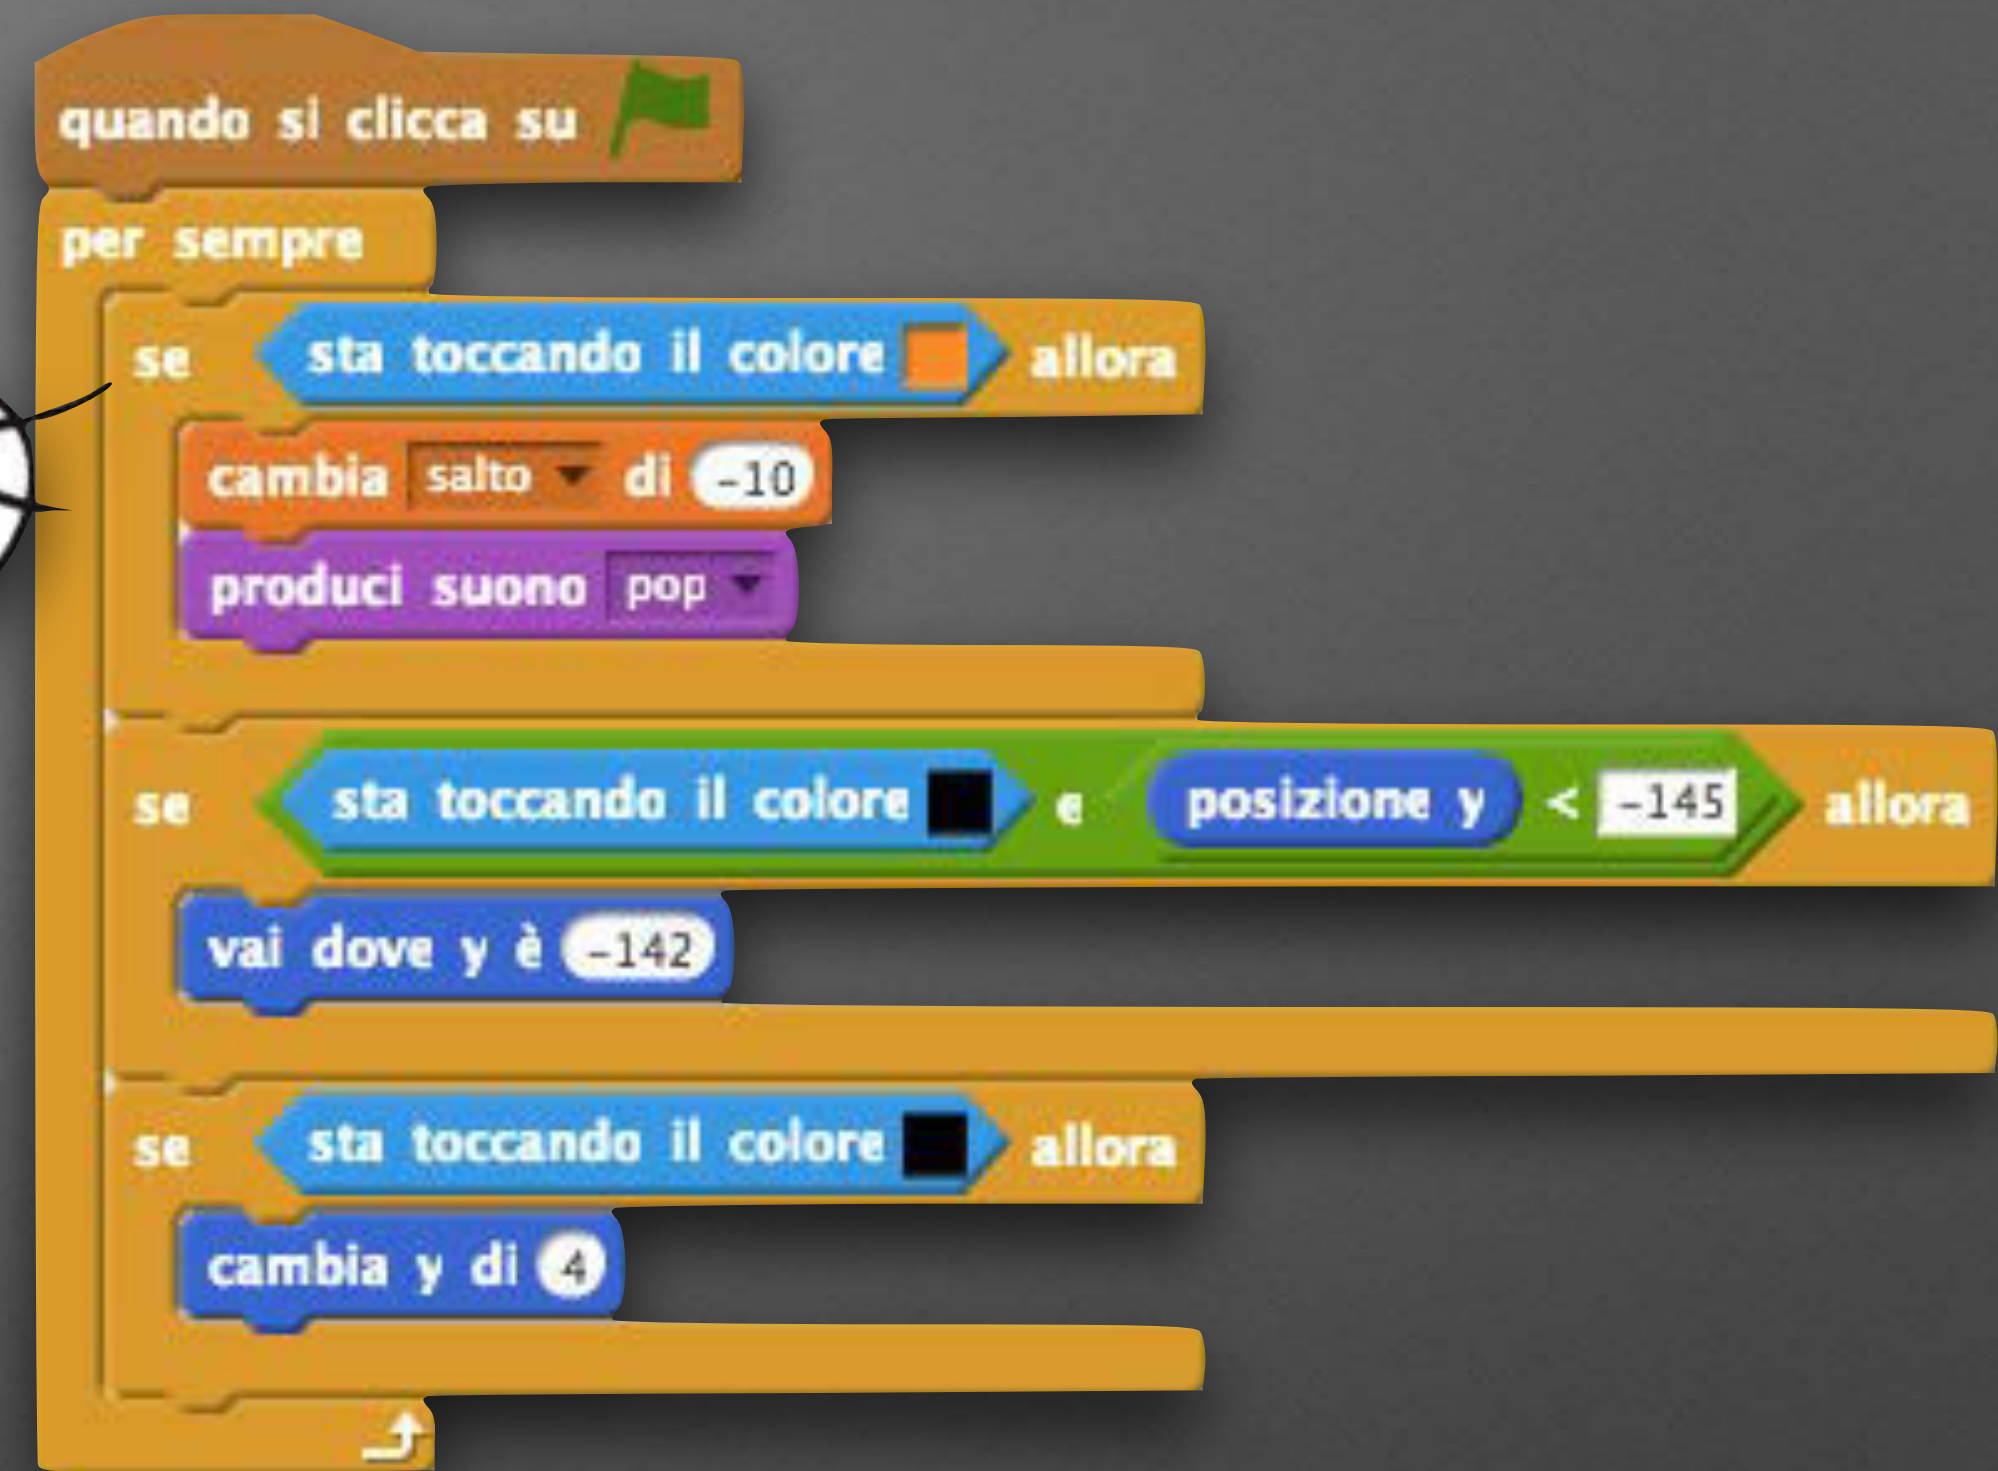 quando si clicca su
per sempre
se sta toccando il colore allora
cambia salto di -10
produci suono pop
se sta toccando il colore e posizione y < -145 allora
vai dove y è -142
se sta toccando il colore allora
cambia y di 4